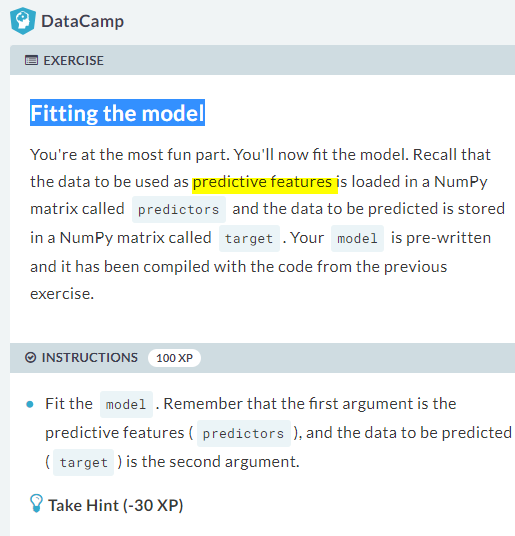 DataCamp
EXERCISE
Fitting the model
You're at the most fun part. You'll now fit the model. Recall that
the data to be used as predictive features is loaded in a NumPy
matrix called predictors and the data to be predicted is stored
in a NumPy matrix called target . Your model is pre-written
and it has been compiled with the code from the previous
exercise.
INSTRUCTIONS 100 XP
Fit the model . Remember that the first argument is the
predictive features ( predictors ), and the data to be predicted
( target ) is the second argument.
Take Hint (-30 XP)